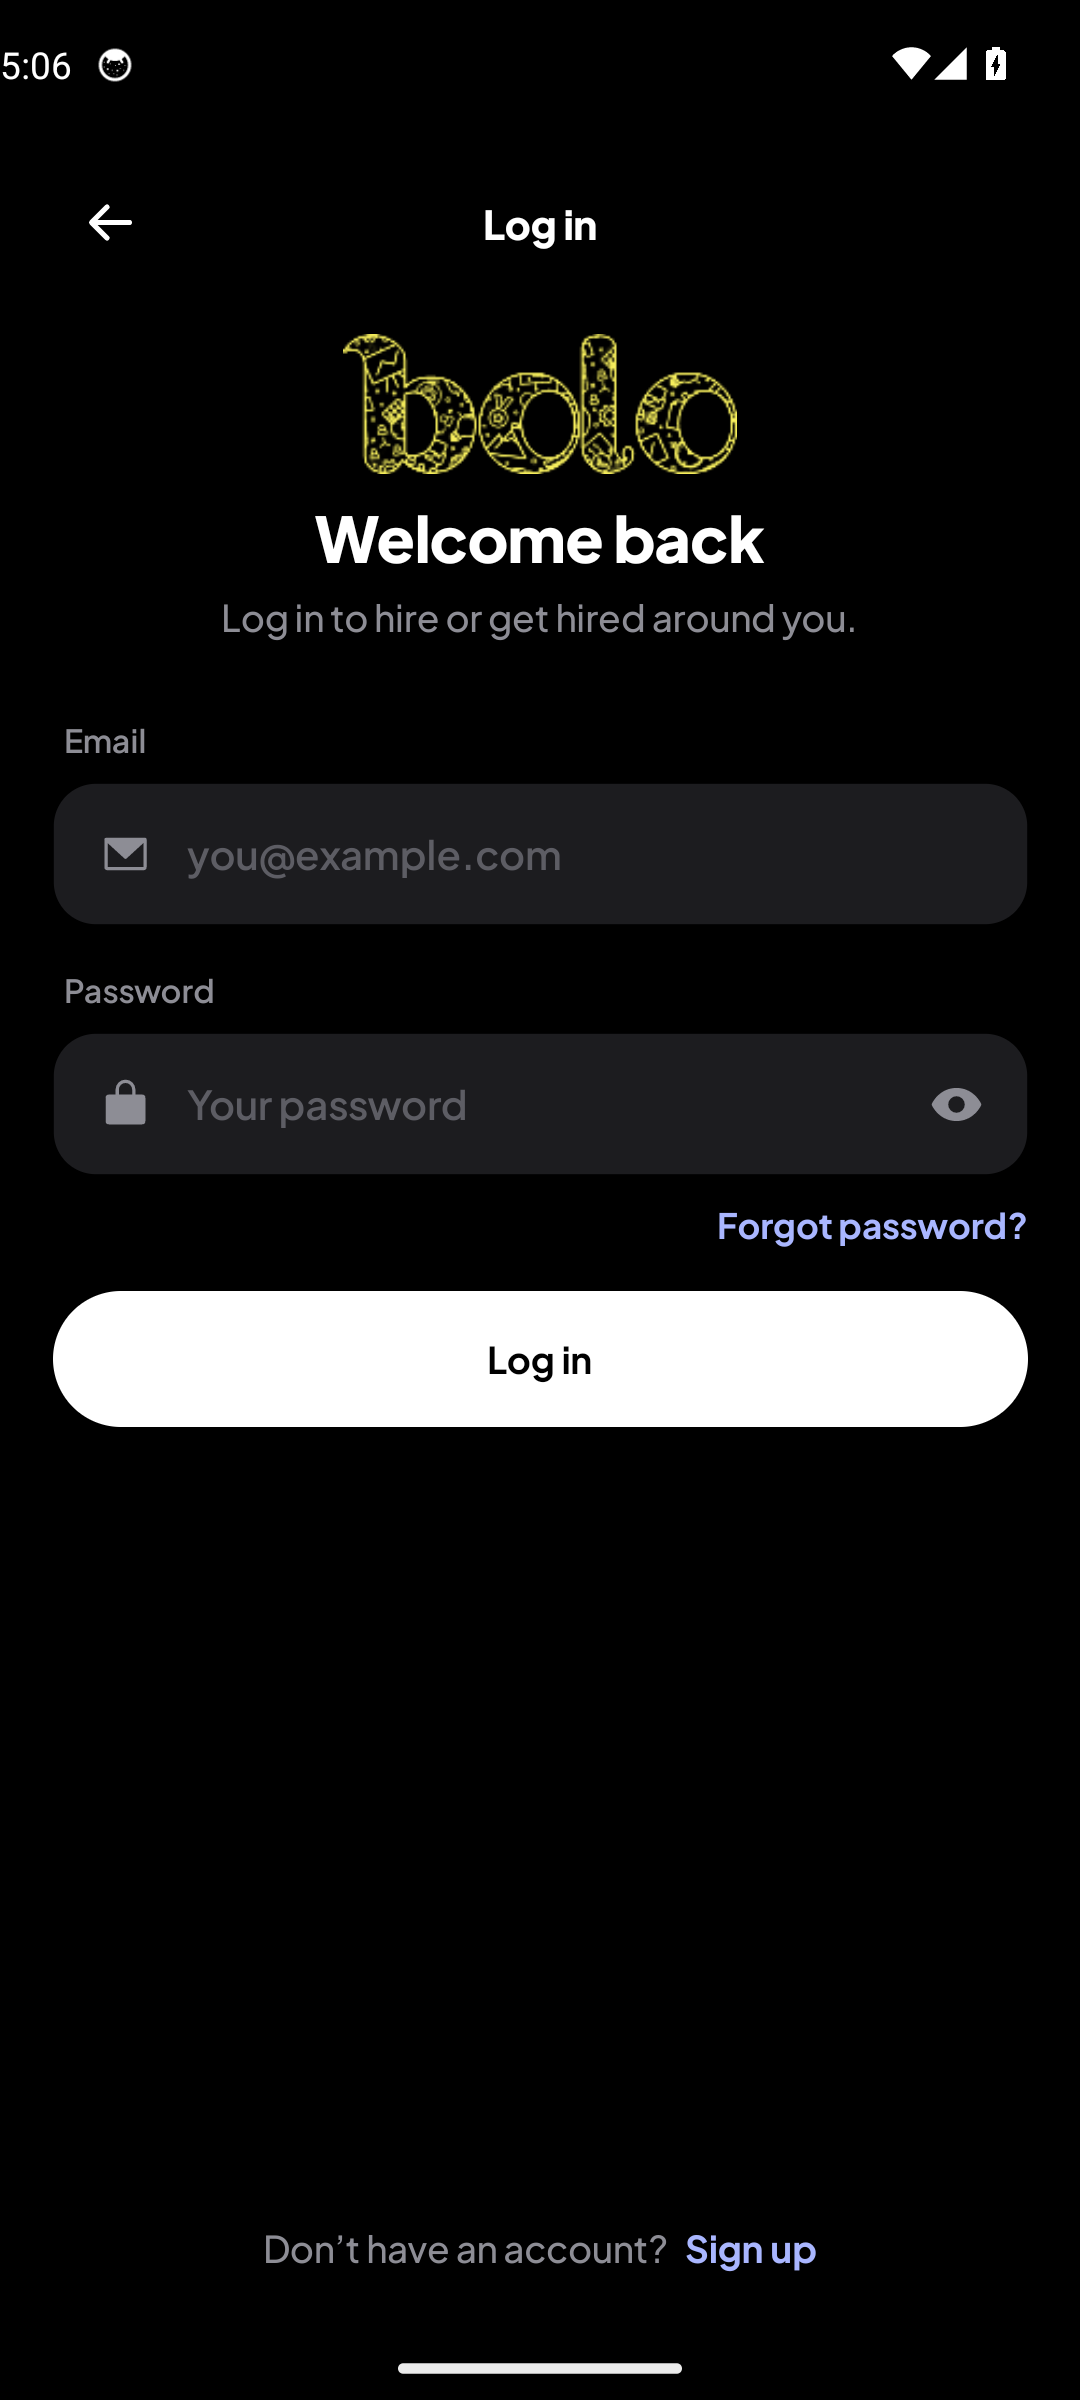 5:06
Log in
bolo
Welcome back
Log in to hire or get hired around you.
Email
you@example.com
Password
Your password
Forgot password?
Log in
Don’t have an account? Sign up